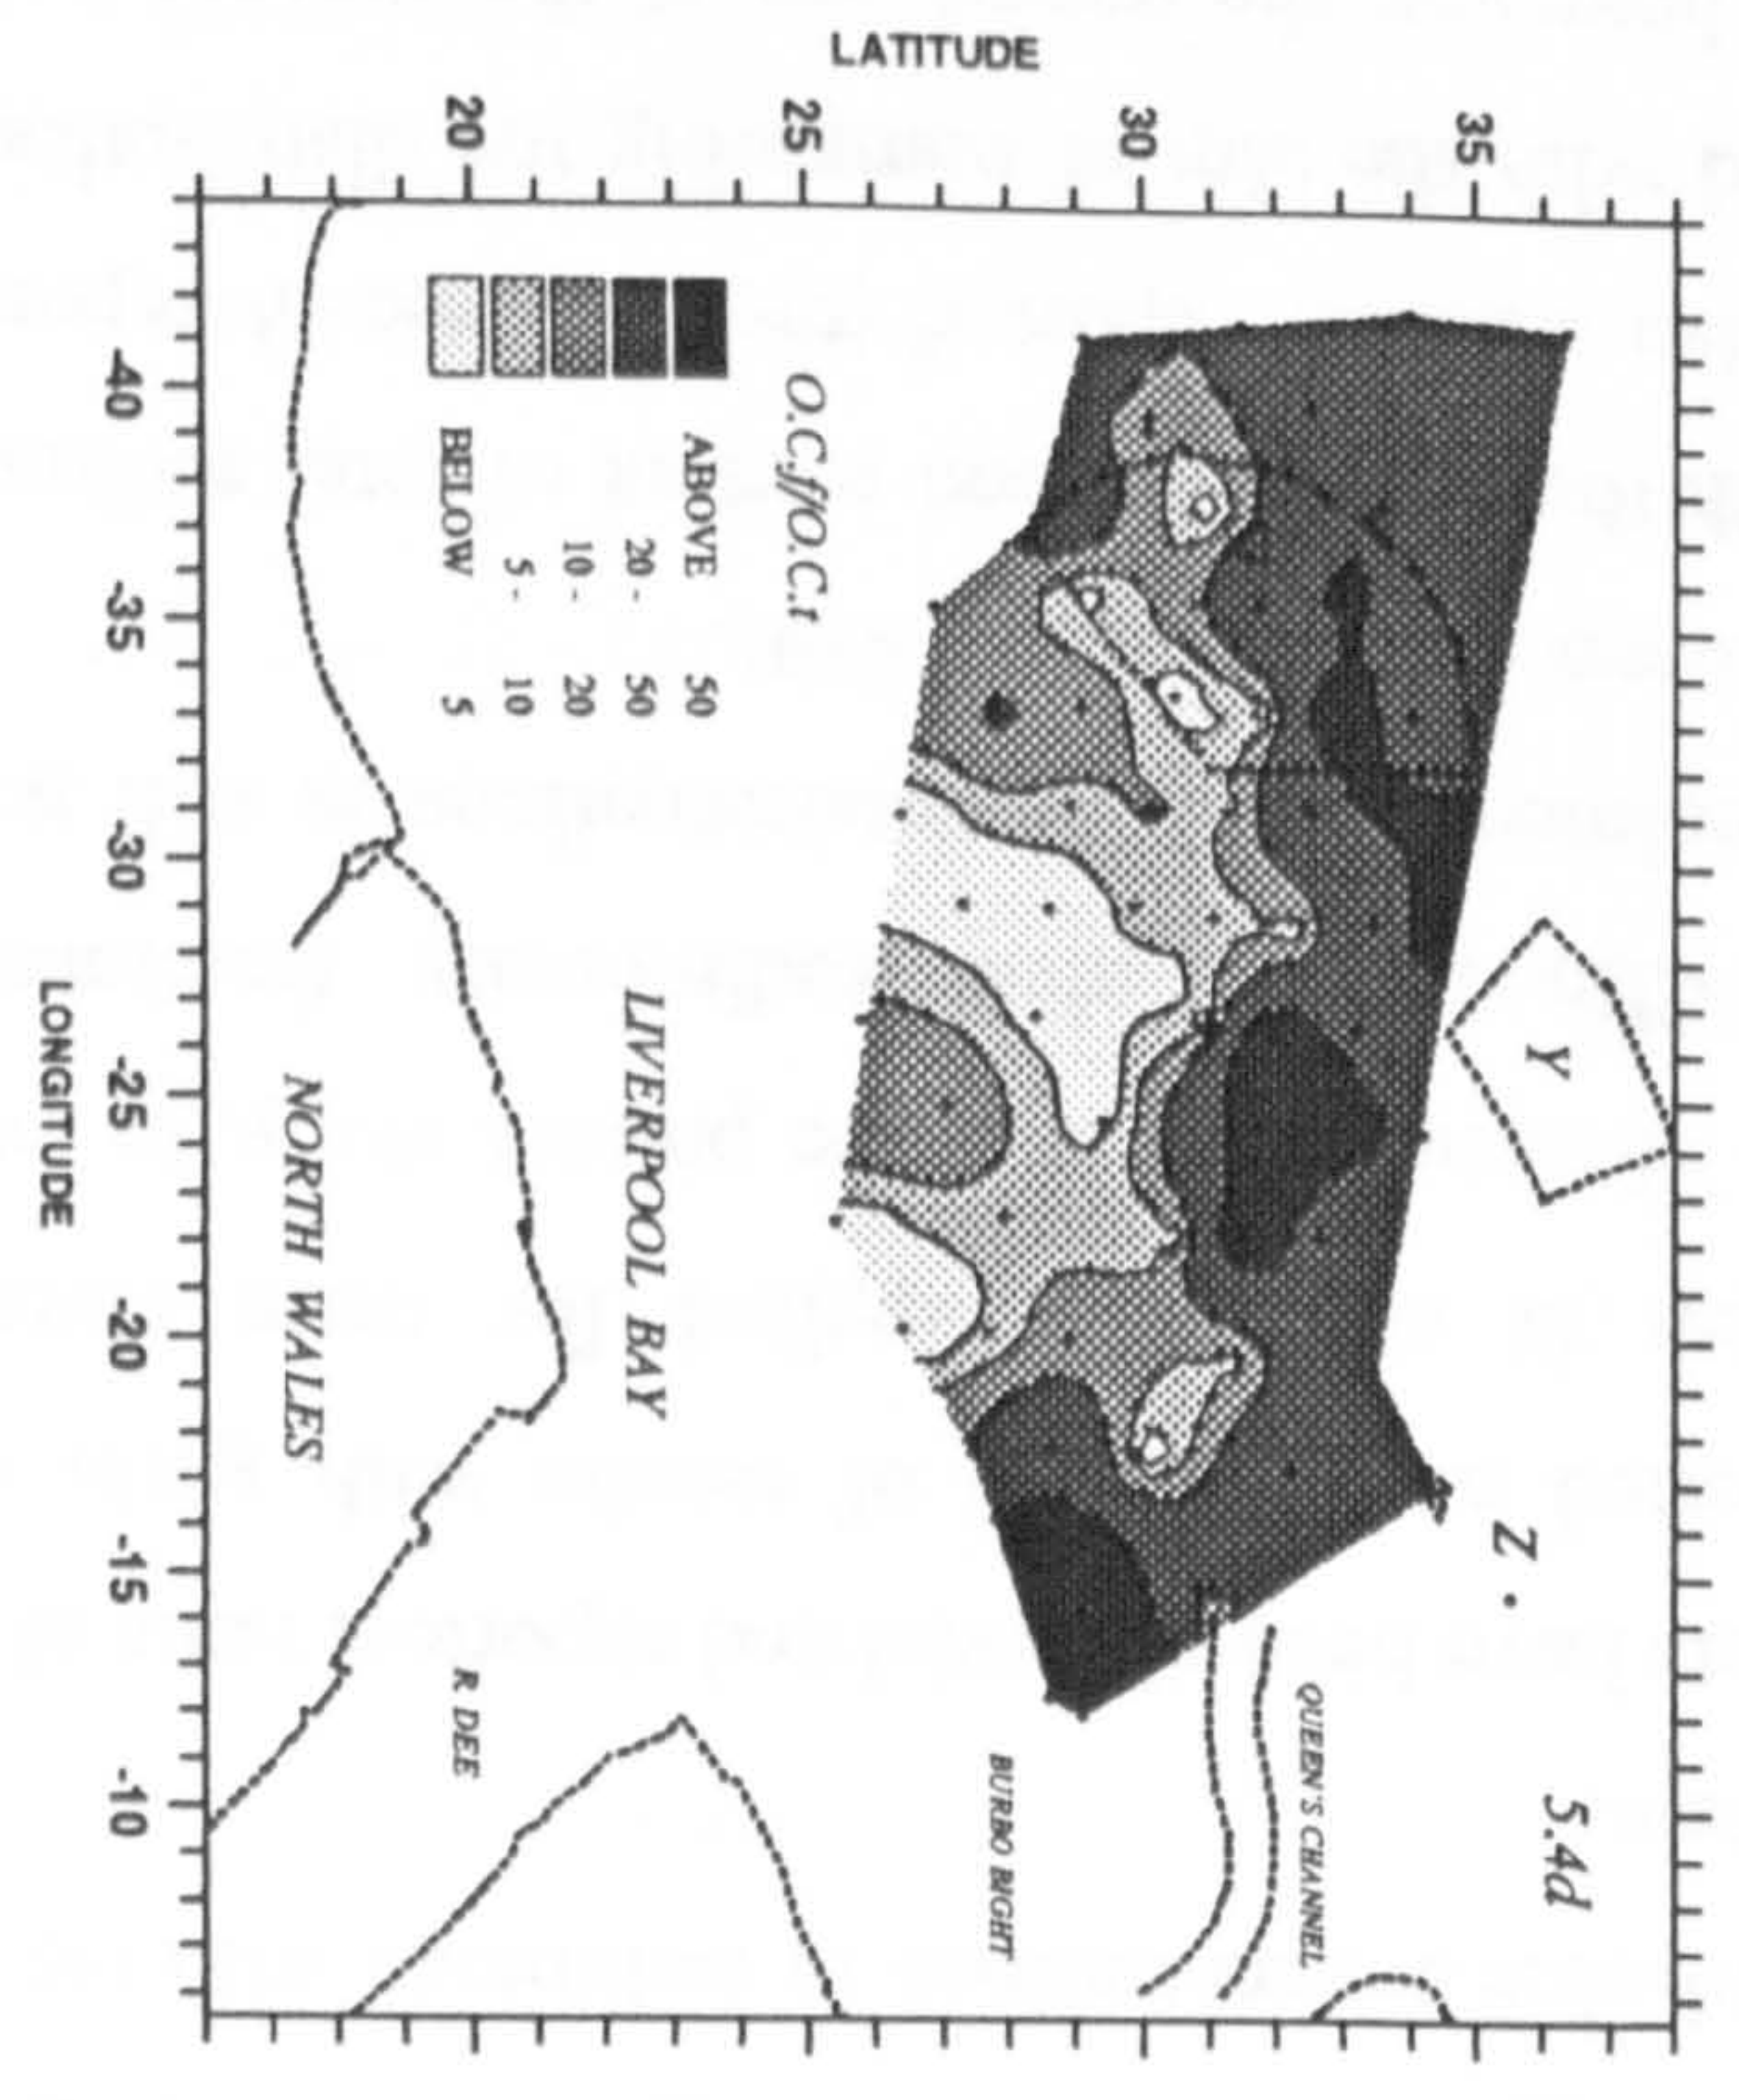 5.4d
35
30
25
20
LATITUDE
Y
Z
QUEEN'S CHANNEL
BURBO BIGHT
O.C.f/O.C.t
ABOVE 50
20 - 50
10 - 20
5 - 10
BELOW 5
LIVERPOOL BAY
R DEE
NORTH WALES
-40 -35 -30 -25 -20 -15 -10
LONGITUDE